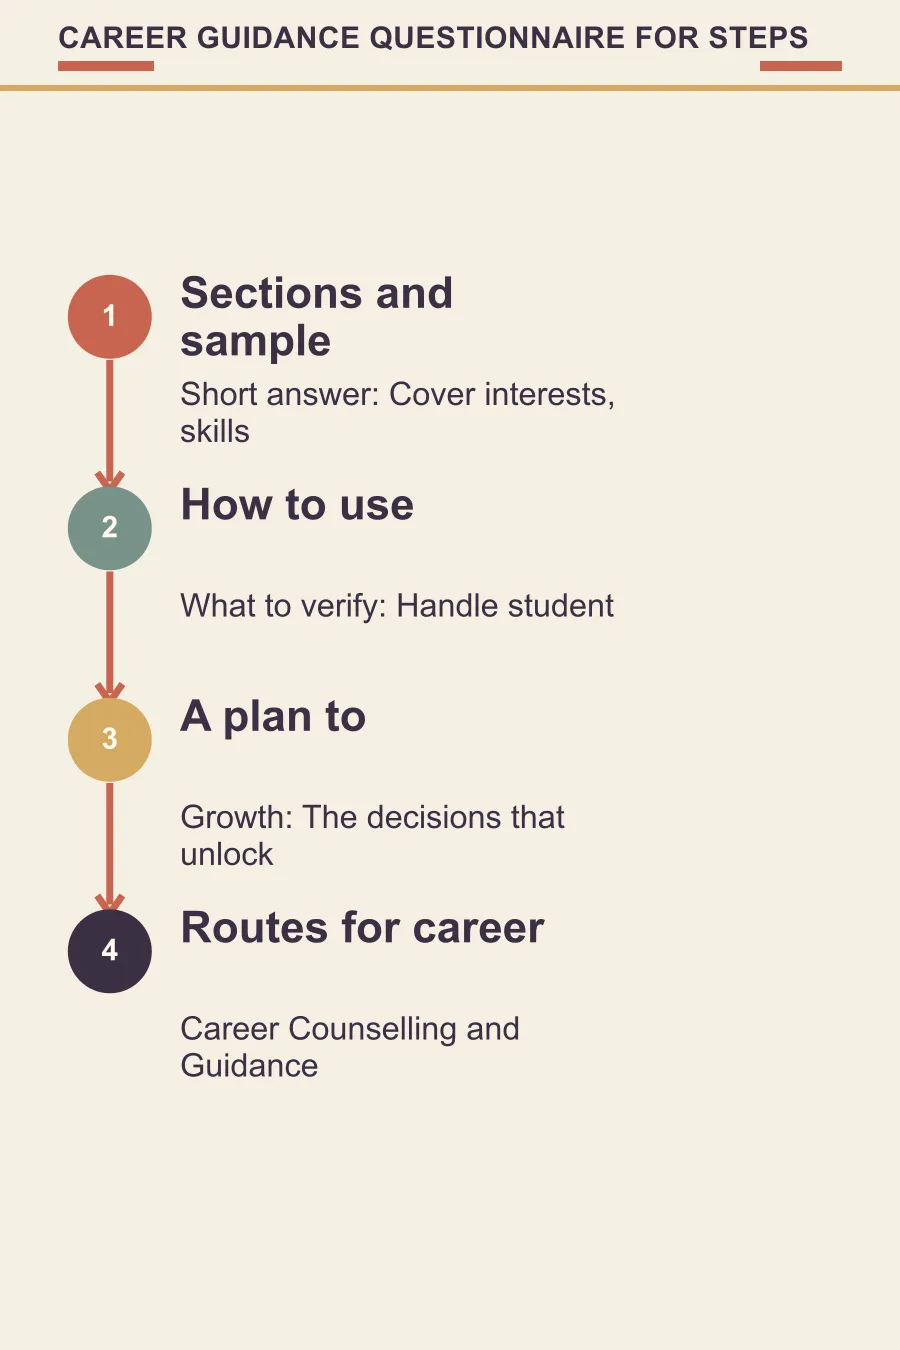 CAREER GUIDANCE QUESTIONNAIRE FOR STEPS
1
Sections and
sample
Short answer: Cover interests,
skills
2
How to use
What to verify: Handle student
3
A plan to
Growth: The decisions that
unlock
4
Routes for career
Career Counselling and
Guidance